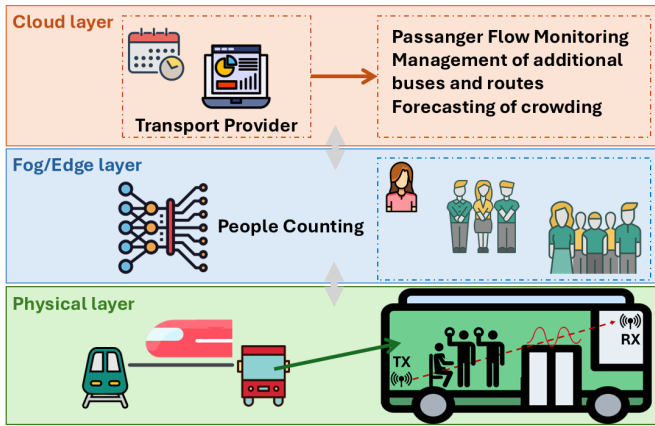 Cloud layer
Transport Provider
Passanger Flow Monitoring
Management of additional
buses and routes
Forecasting of crowding
Fog/Edge layer
People Counting
Physical layer
TX
RX